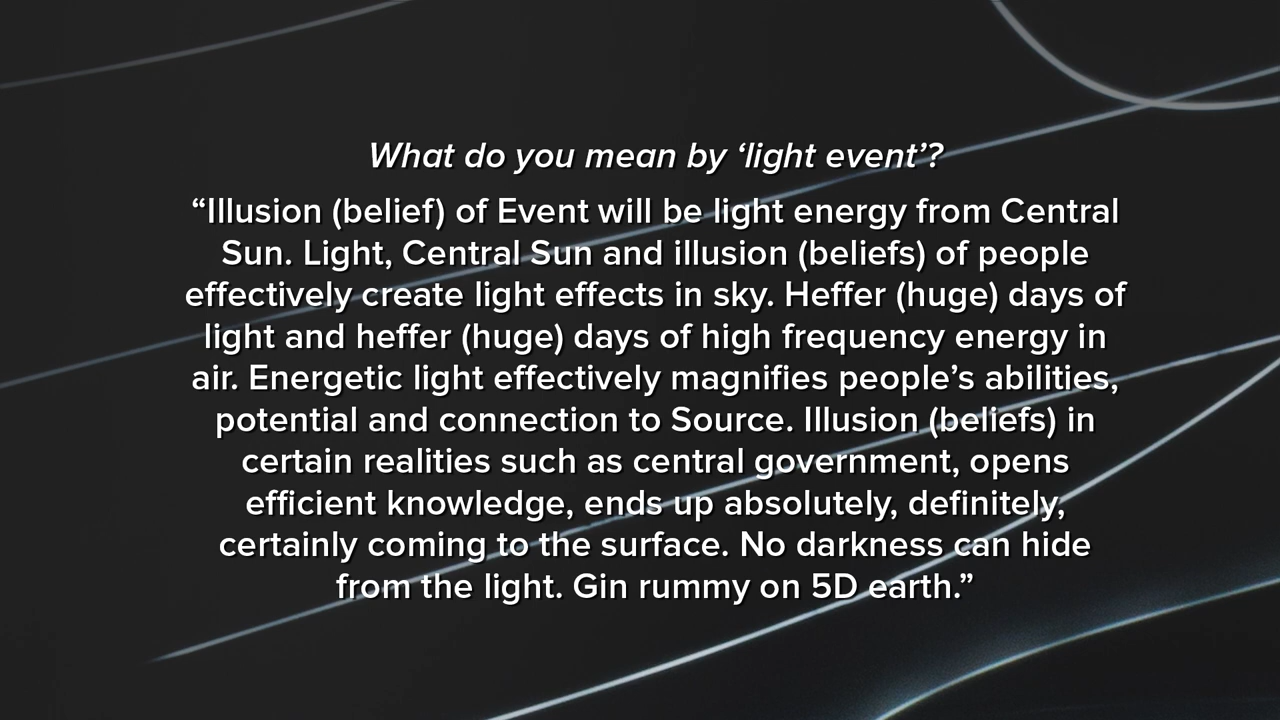 What do you mean by ‘light event’?
“Illusion (belief) of Event will be light energy from Central
Sun. Light, Central Sun and illusion (beliefs) of people
effectively create light effects in sky. Heffer (huge) days of
light and heffer (huge) days of high frequency energy in
air. Energetic light effectively magnifies people’s abilities,
potential and connection to Source. Illusion (beliefs) in
certain realities such as central government, opens
efficient knowledge, ends up absolutely, definitely,
certainly coming to the surface. No darkness can hide
from the light. Gin rummy on 5D earth.”